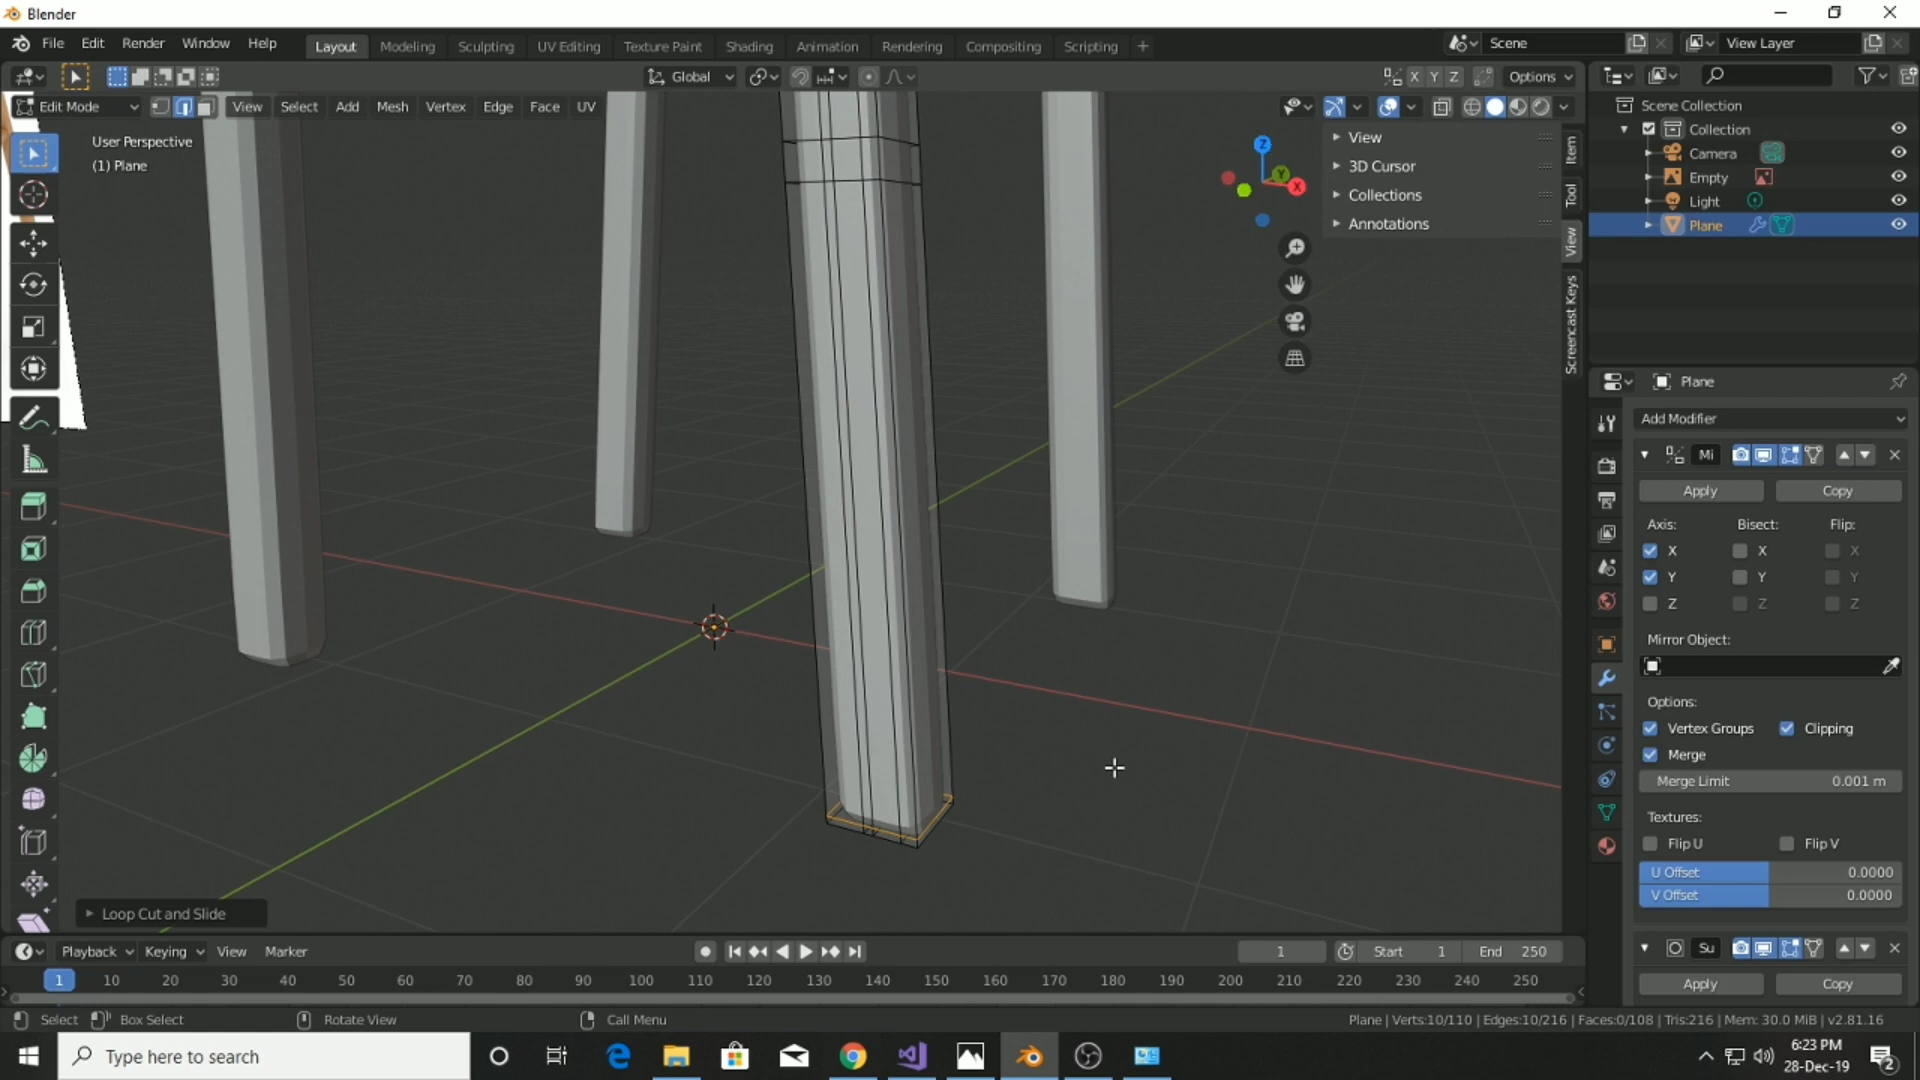 Blender
File Edit Render Window Help
Layout Modeling Sculpting UV Editing Texture Paint Shading Animation Rendering Compositing Scripting +
Scene
View Layer
Global
X Y Z
Options
Edit Mode
View Select Add Mesh Vertex Edge Face UV
User Perspective
(1) Plane
Z
Y
X
View
3D Cursor
Collections
Annotations
Item
Tool
View
Screencast Keys
Scene Collection
Collection
Camera
Empty
Light
Plane
Plane
Add Modifier
Mi
Apply Copy
Axis: Bisect: Flip:
X X X
Y Y Y
Z Z Z
Mirror Object:
Options:
Vertex Groups Clipping
Merge
Merge Limit 0.001 m
Textures:
Flip U Flip V
U Offset 0.0000
V Offset 0.0000
Su
Apply Copy
Loop Cut and Slide
Playback Keying View Marker
1 Start 1 End 250
1 10 20 30 40 50 60 70 80 90 100 110 120 130 140 150 160 170 180 190 200 210 220 230 240 250
Select Box Select Rotate View Call Menu
Plane | Verts:10/110 | Edges:10/216 | Faces:0/108 | Tris:216 | Mem: 30.0 MiB | v2.81.16
Type here to search
6:23 PM
28-Dec-19
2